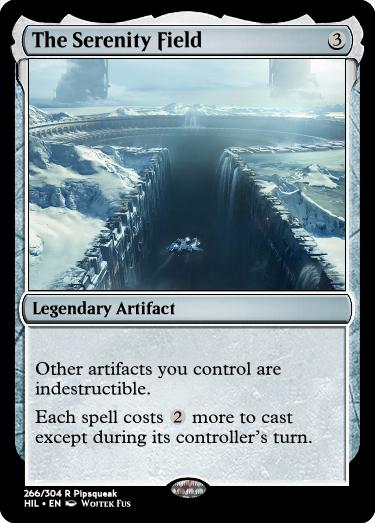 The Serenity Field 3
Legendary Artifact
Other artifacts you control are
indestructible.
Each spell costs 2 more to cast
except during its controller's turn.
266/304 R Pipsqueak
HIL • EN Wojtek Fus